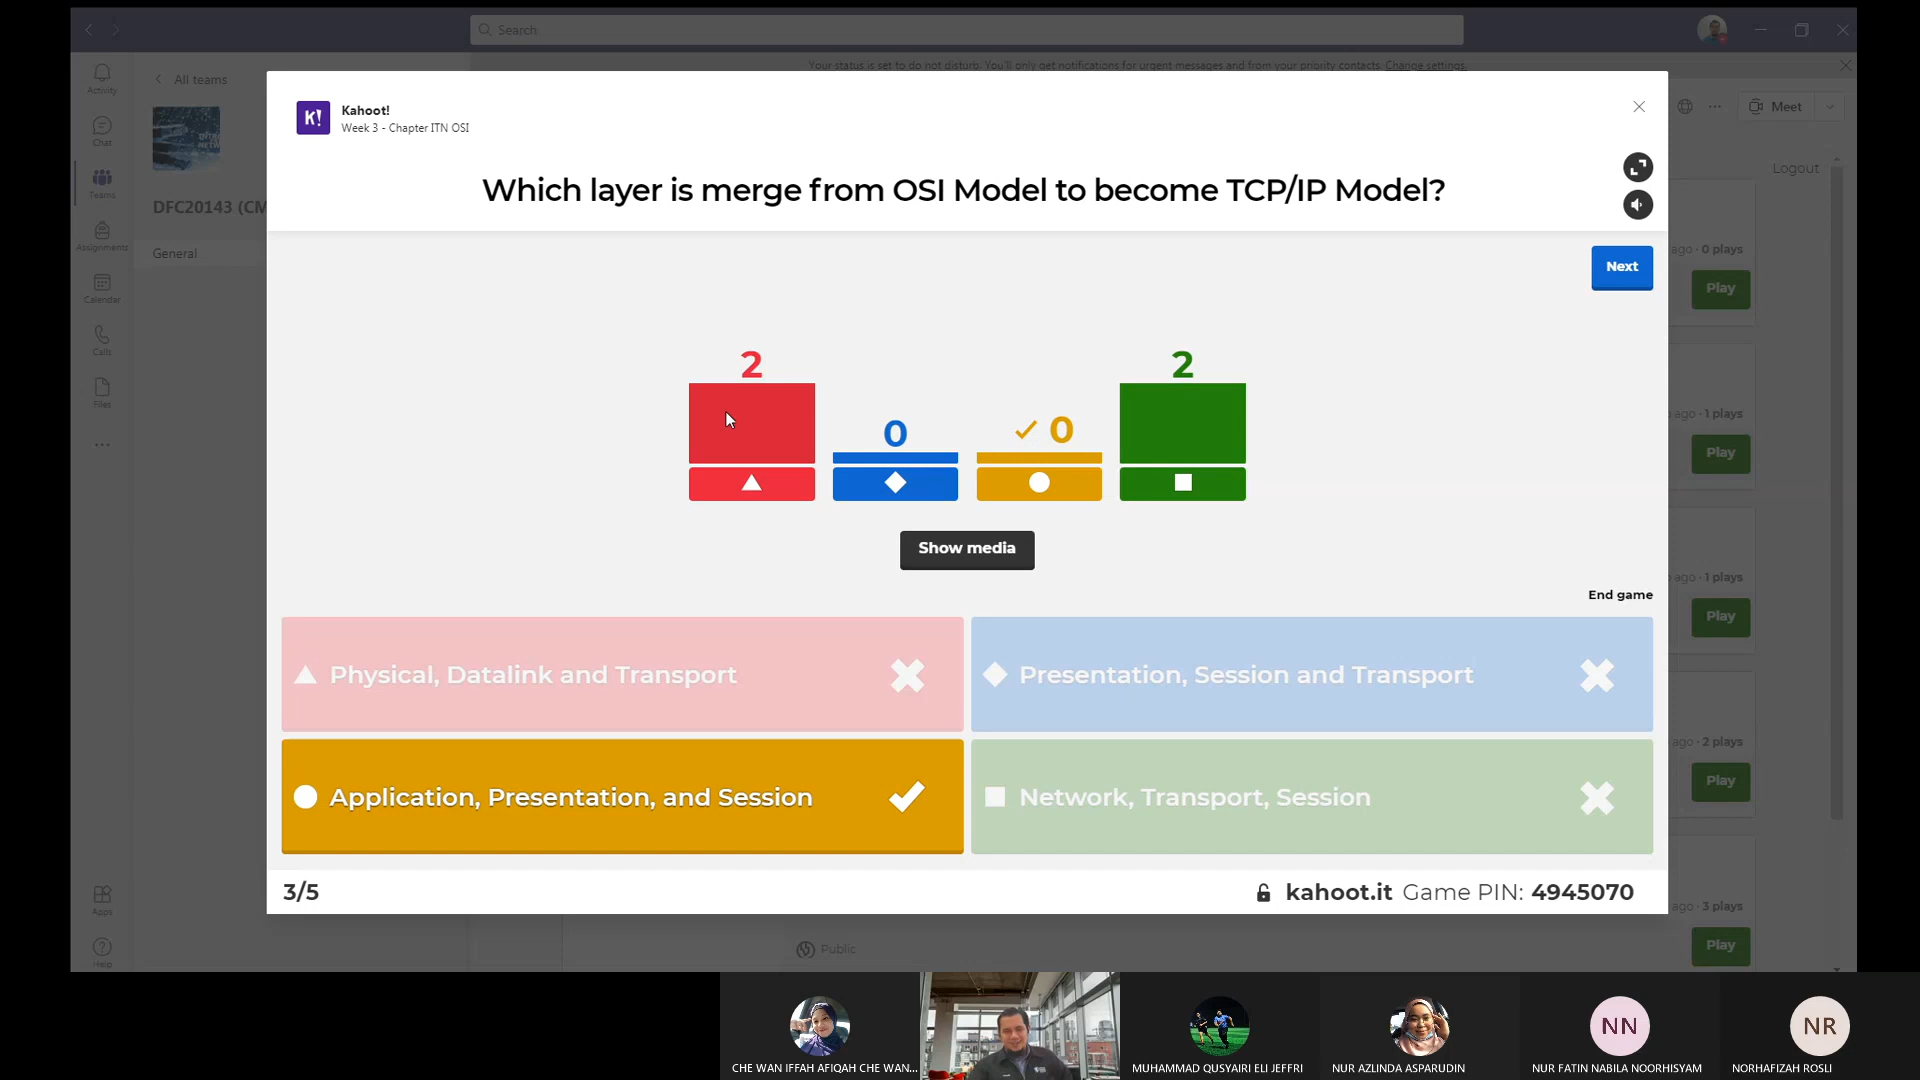 Search
Your status is set to do not disturb. You'll only get notifications for urgent messages and from your priority contacts. Change settings.
Activity
Chat
Teams
Assignments
Calendar
Calls
Files
Apps
Help
All teams
DFC20143 (CM
General
Meet
Logout
K!
Kahoot!
Week 3 - Chapter ITN OSI
Which layer is merge from OSI Model to become TCP/IP Model?
Next
2
0
0
2
Show media
End game
Physical, Datalink and Transport
Presentation, Session and Transport
Application, Presentation, and Session
Network, Transport, Session
3/5
kahoot.it Game PIN: 4945070
ago · 0 plays
Play
ago · 1 plays
Play
ago · 1 plays
Play
ago · 2 plays
Play
ago · 3 plays
Play
Public
NN
NR
CHE WAN IFFAH AFIQAH CHE WAN...
MUHAMMAD QUSYAIRI ELI JEFFRI
NUR AZLINDA ASPARUDIN
NUR FATIN NABILA NOORHISYAM
NORHAFIZAH ROSLI